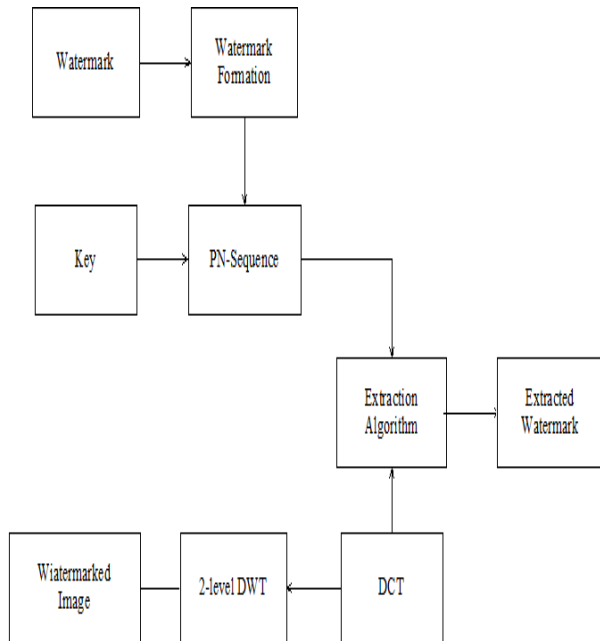 Watermark
Watermark
Formation
Key
PN-Sequence
Extraction
Algorithm
Extracted
Watermark
Wiatermarked
Image
2-level DWT
DCT